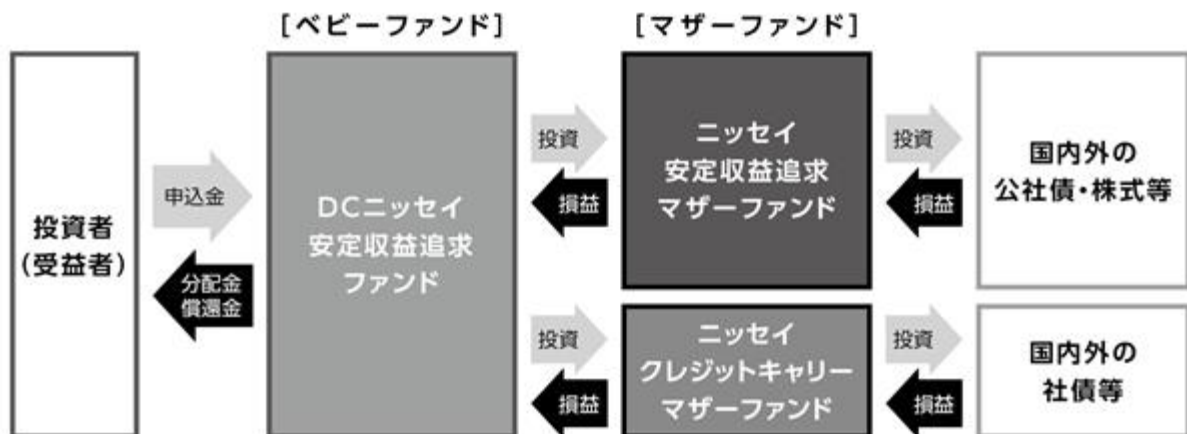 [ベビーファンド]
[マザーファンド]
投資者
(受益者)
申込金
分配金
償還金
DCニッセイ
安定収益追求
ファンド
投資
損益
ニッセイ
安定収益追求
マザーファンド
投資
損益
国内外の
公社債・株式等
投資
損益
ニッセイ
クレジットキャリー
マザーファンド
投資
損益
国内外の
社債等